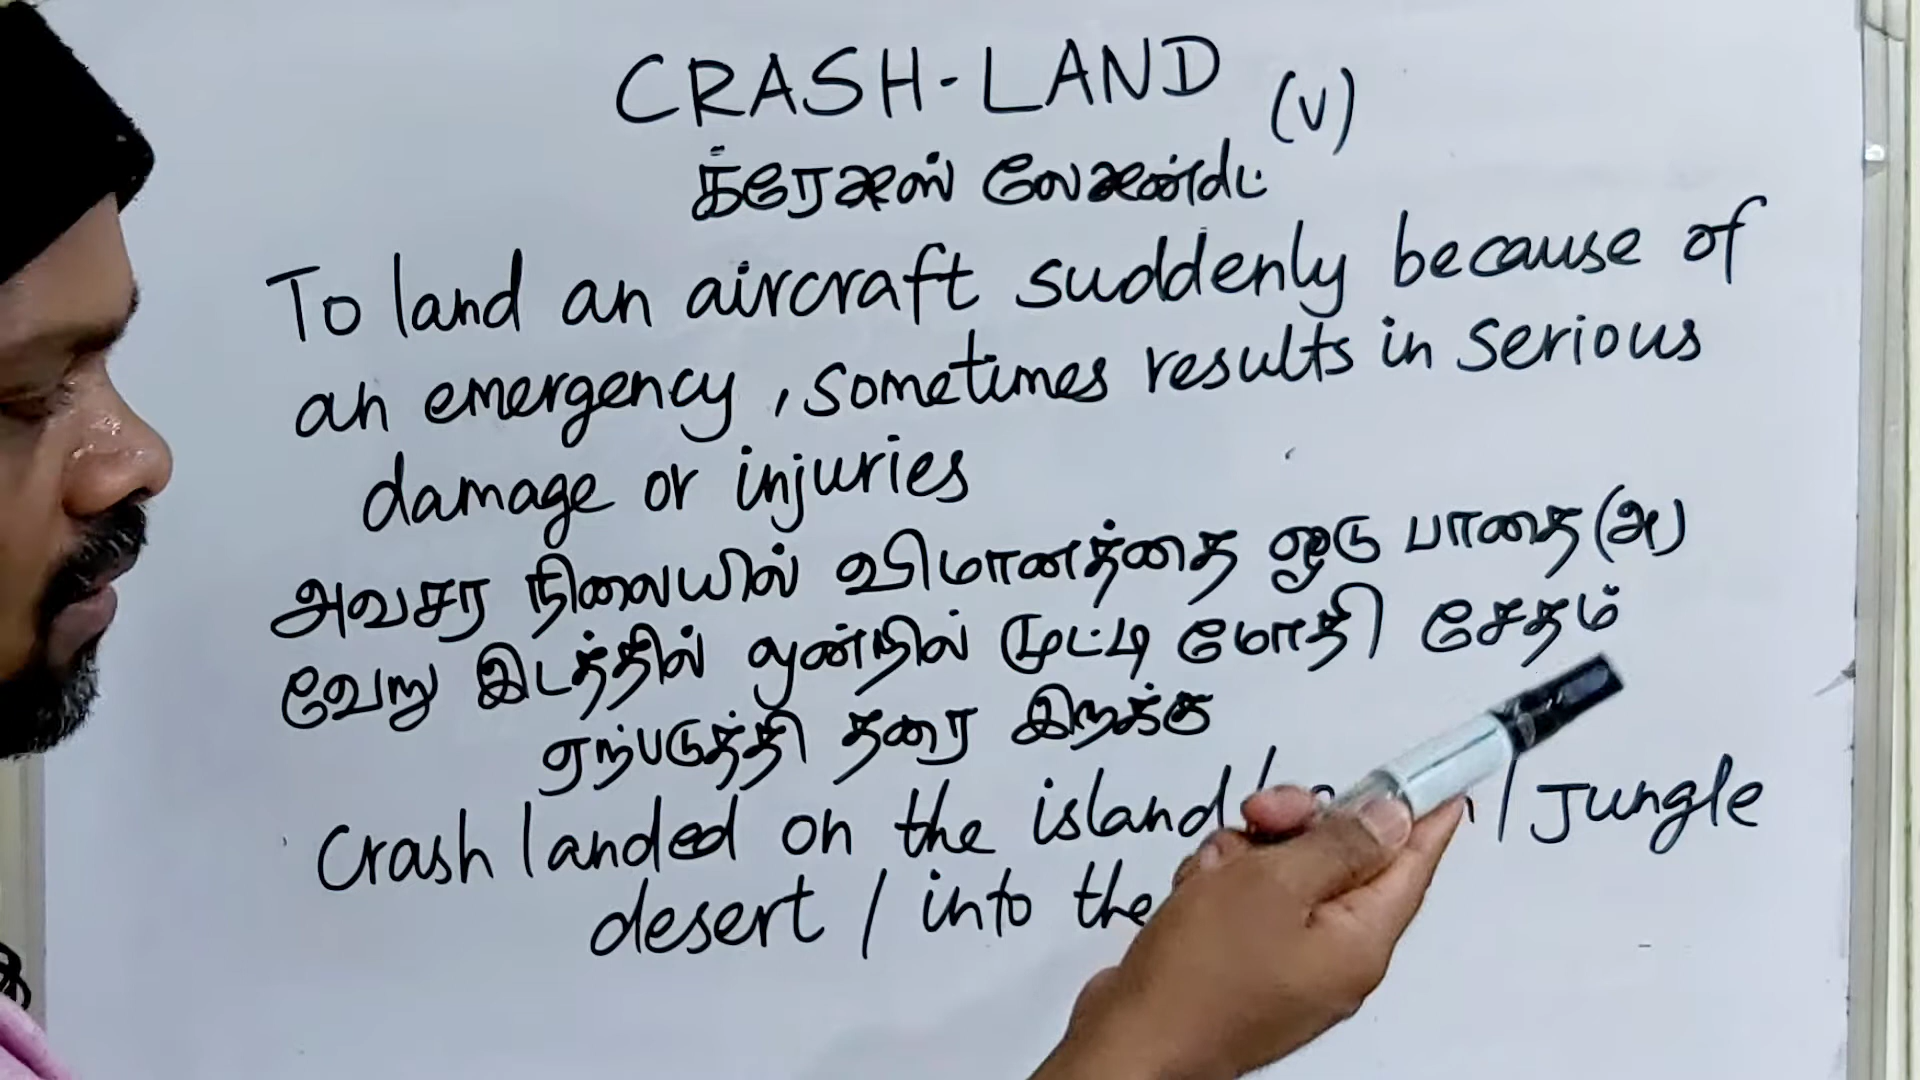 CRASH-LAND (V)
க்ரேஷ் லேண்ட்
To land an aircraft suddenly because of
an emergency, sometimes results in serious
damage or injuries
அவசர நிலையில் விமானத்தை ஒரு பாதை (அ)
வேறு இடத்தில் ஒன்றில் முட்டி மோதி சேதம்
ஏற்படுத்தி தரை இறக்கு
Crash landed on the island / / Jungle
desert / into the